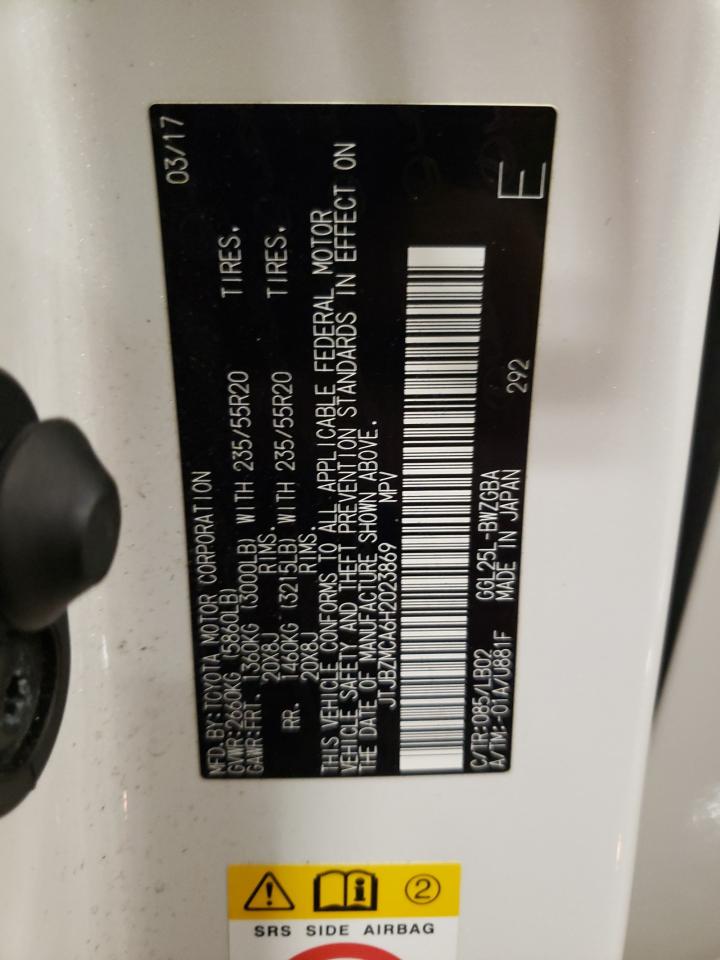 MFD.BY:TOYOTA MOTOR CORPORATION 03/17
GVWR:2660KG (5860LB)
GAWR:FRT. 1360KG (3000LB) WITH 235/55R20 TIRES.
20X8J RIMS.
RR. 1460KG (3215LB) WITH 235/55R20 TIRES.
20X8J RIMS.
THIS VEHICLE CONFORMS TO ALL APPLICABLE FEDERAL MOTOR
VEHICLE SAFETY AND THEFT PREVENTION STANDARDS IN EFFECT ON
THE DATE OF MANUFACTURE SHOWN ABOVE.
JTJBZMCA6H2023869 MPV
C/TR:085/LB02 GGL25L-BWZGBA
A/TM:-01A/U881F MADE IN JAPAN 292 E
2
SRS SIDE AIRBAG